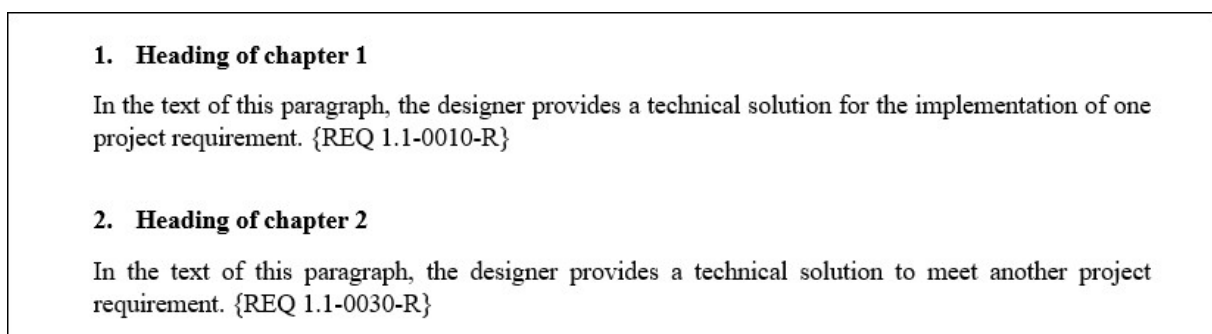 1. Heading of chapter 1
In the text of this paragraph, the designer provides a technical solution for the implementation of one
project requirement. {REQ 1.1-0010-R}
2. Heading of chapter 2
In the text of this paragraph, the designer provides a technical solution to meet another project
requirement. {REQ 1.1-0030-R}